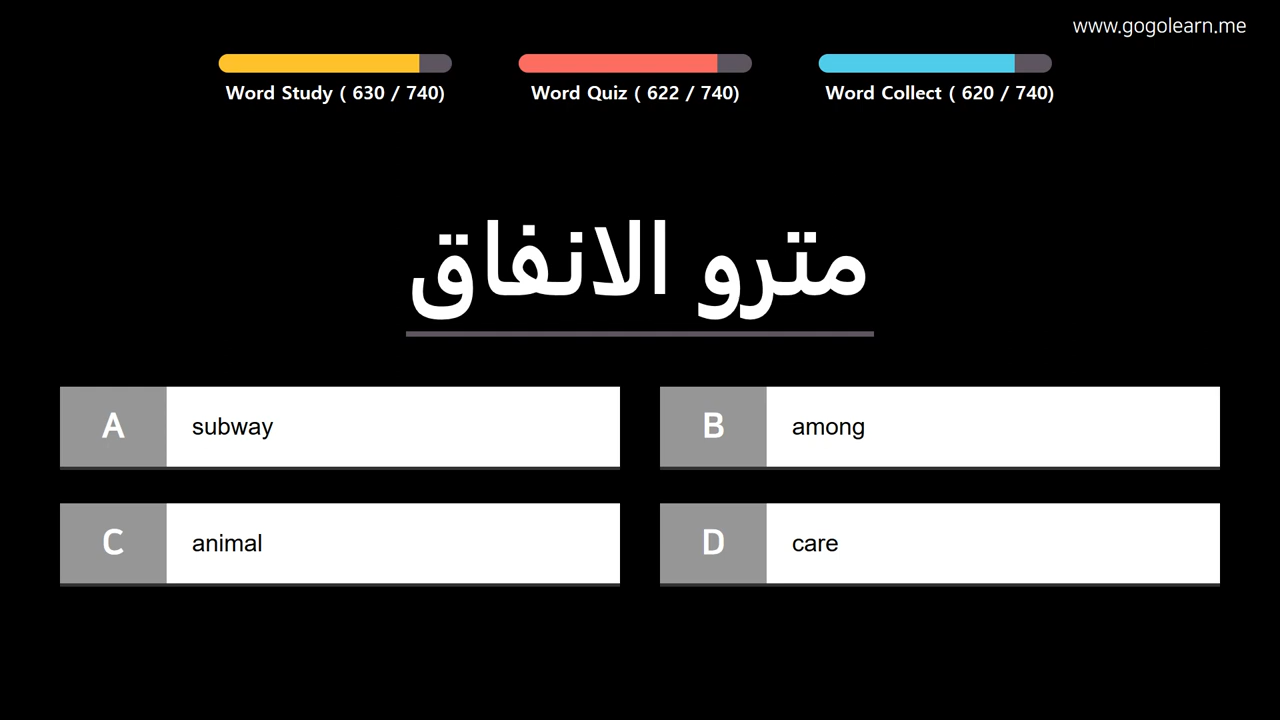 www.gogolearn.me
Word Study ( 630 / 740)
Word Quiz ( 622 / 740)
Word Collect ( 620 / 740)
مترو الانفاق
A subway
B among
C animal
D care